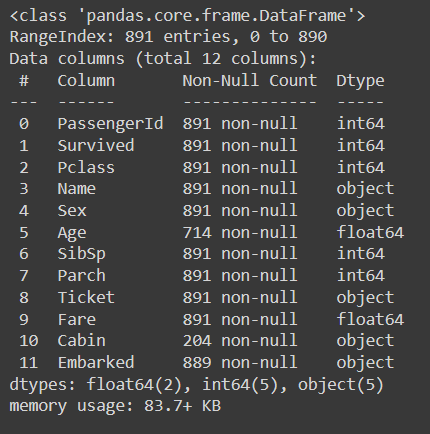 <class 'pandas.core.frame.DataFrame'>
RangeIndex: 891 entries, 0 to 890
Data columns (total 12 columns):
 #   Column       Non-Null Count  Dtype
---  ------       --------------  -----
 0   PassengerId  891 non-null    int64
 1   Survived     891 non-null    int64
 2   Pclass       891 non-null    int64
 3   Name         891 non-null    object
 4   Sex          891 non-null    object
 5   Age          714 non-null    float64
 6   SibSp        891 non-null    int64
 7   Parch        891 non-null    int64
 8   Ticket       891 non-null    object
 9   Fare         891 non-null    float64
 10  Cabin        204 non-null    object
 11  Embarked     889 non-null    object
dtypes: float64(2), int64(5), object(5)
memory usage: 83.7+ KB